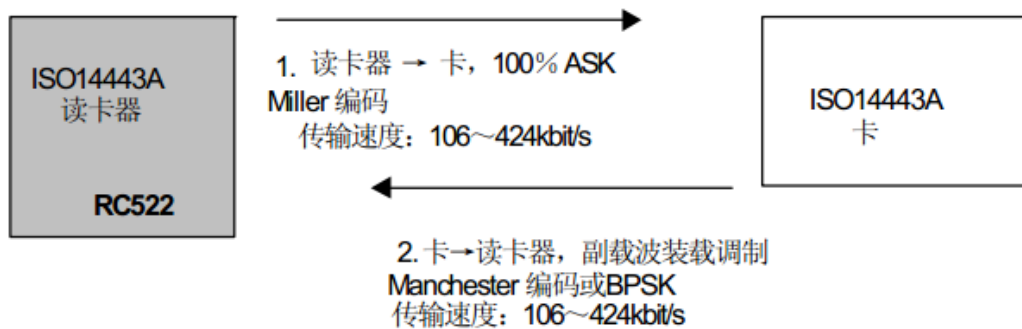 ISO14443A
读卡器
RC522
1. 读卡器 → 卡，100% ASK
Miller 编码
传输速度：106～424kbit/s
2. 卡→读卡器，副载波装载调制
Manchester 编码或BPSK
传输速度：106～424kbit/s
ISO14443A
卡